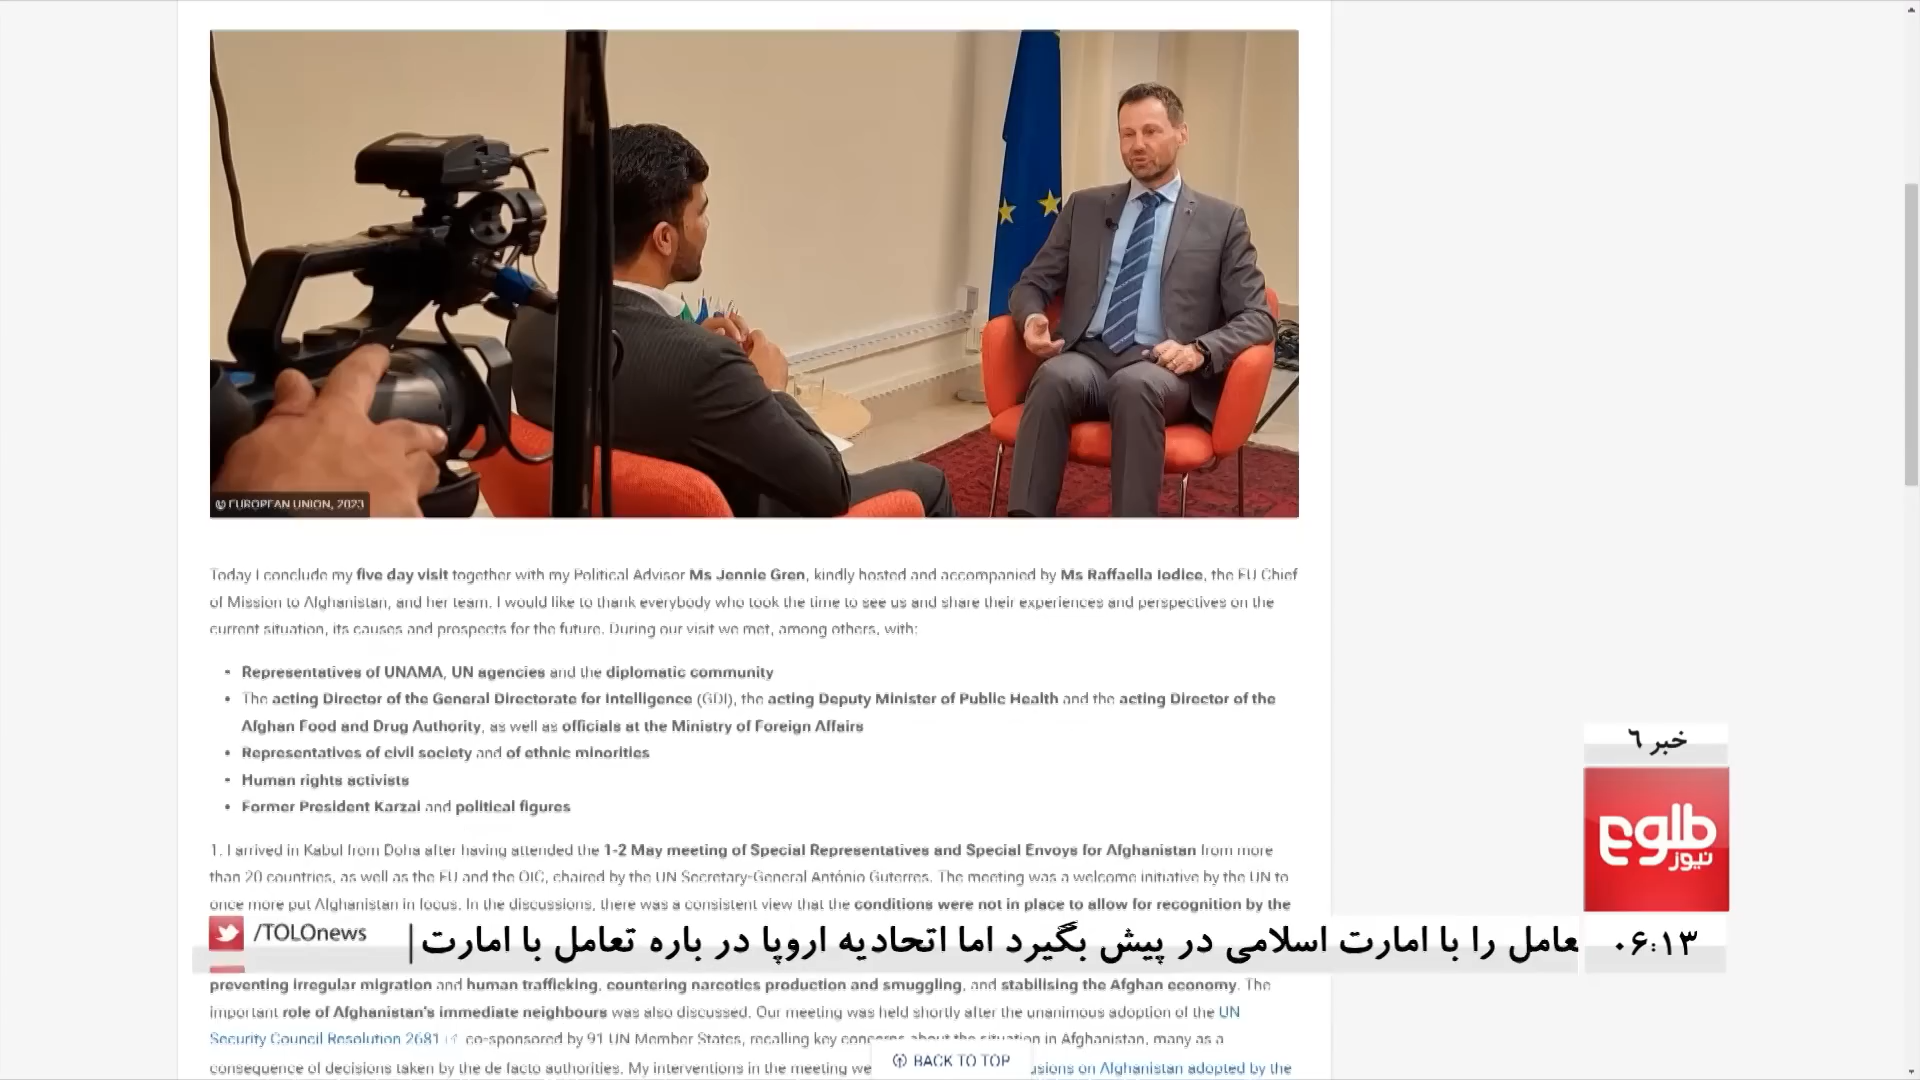 © EUROPEAN UNION, 2023
Today I conclude my five day visit together with my Political Advisor Ms Jennie Gren, kindly hosted and accompanied by Ms Raffaella Iodice, the EU Chief
of Mission to Afghanistan, and her team. I would like to thank everybody who took the time to see us and share their experiences and perspectives on the
current situation, its causes and prospects for the future. During our visit we met, among others, with:
• Representatives of UNAMA, UN agencies and the diplomatic community
• The acting Director of the General Directorate for Intelligence (GDI), the acting Deputy Minister of Public Health and the acting Director of the
Afghan Food and Drug Authority, as well as officials at the Ministry of Foreign Affairs
• Representatives of civil society and of ethnic minorities
• Human rights activists
• Former President Karzai and political figures
1. I arrived in Kabul from Doha after having attended the 1-2 May meeting of Special Representatives and Special Envoys for Afghanistan from more
than 20 countries, as well as the EU and the OIC, chaired by the UN Secretary-General António Guterres. The meeting was a welcome initiative by the UN to
once more put Afghanistan in focus. In the discussions, there was a consistent view that the conditions were not in place to allow for recognition by the
preventing irregular migration and human trafficking, countering narcotics production and smuggling, and stabilising the Afghan economy. The
important role of Afghanistan's immediate neighbours was also discussed. Our meeting was held shortly after the unanimous adoption of the UN
Security Council Resolution 2681 co-sponsored by 91 UN Member States, recalling key concerns about the situation in Afghanistan, many as a
consequence of decisions taken by the de facto authorities. My interventions in the meeting we
usions on Afghanistan adopted by the
BACK TO TOP
خبر ٦
طلوع
نیوز
۰۶:۱۳
/TOLOnews
عامل را با امارت اسلامی در پیش بگیرد اما اتحادیه اروپا در باره تعامل با امارت